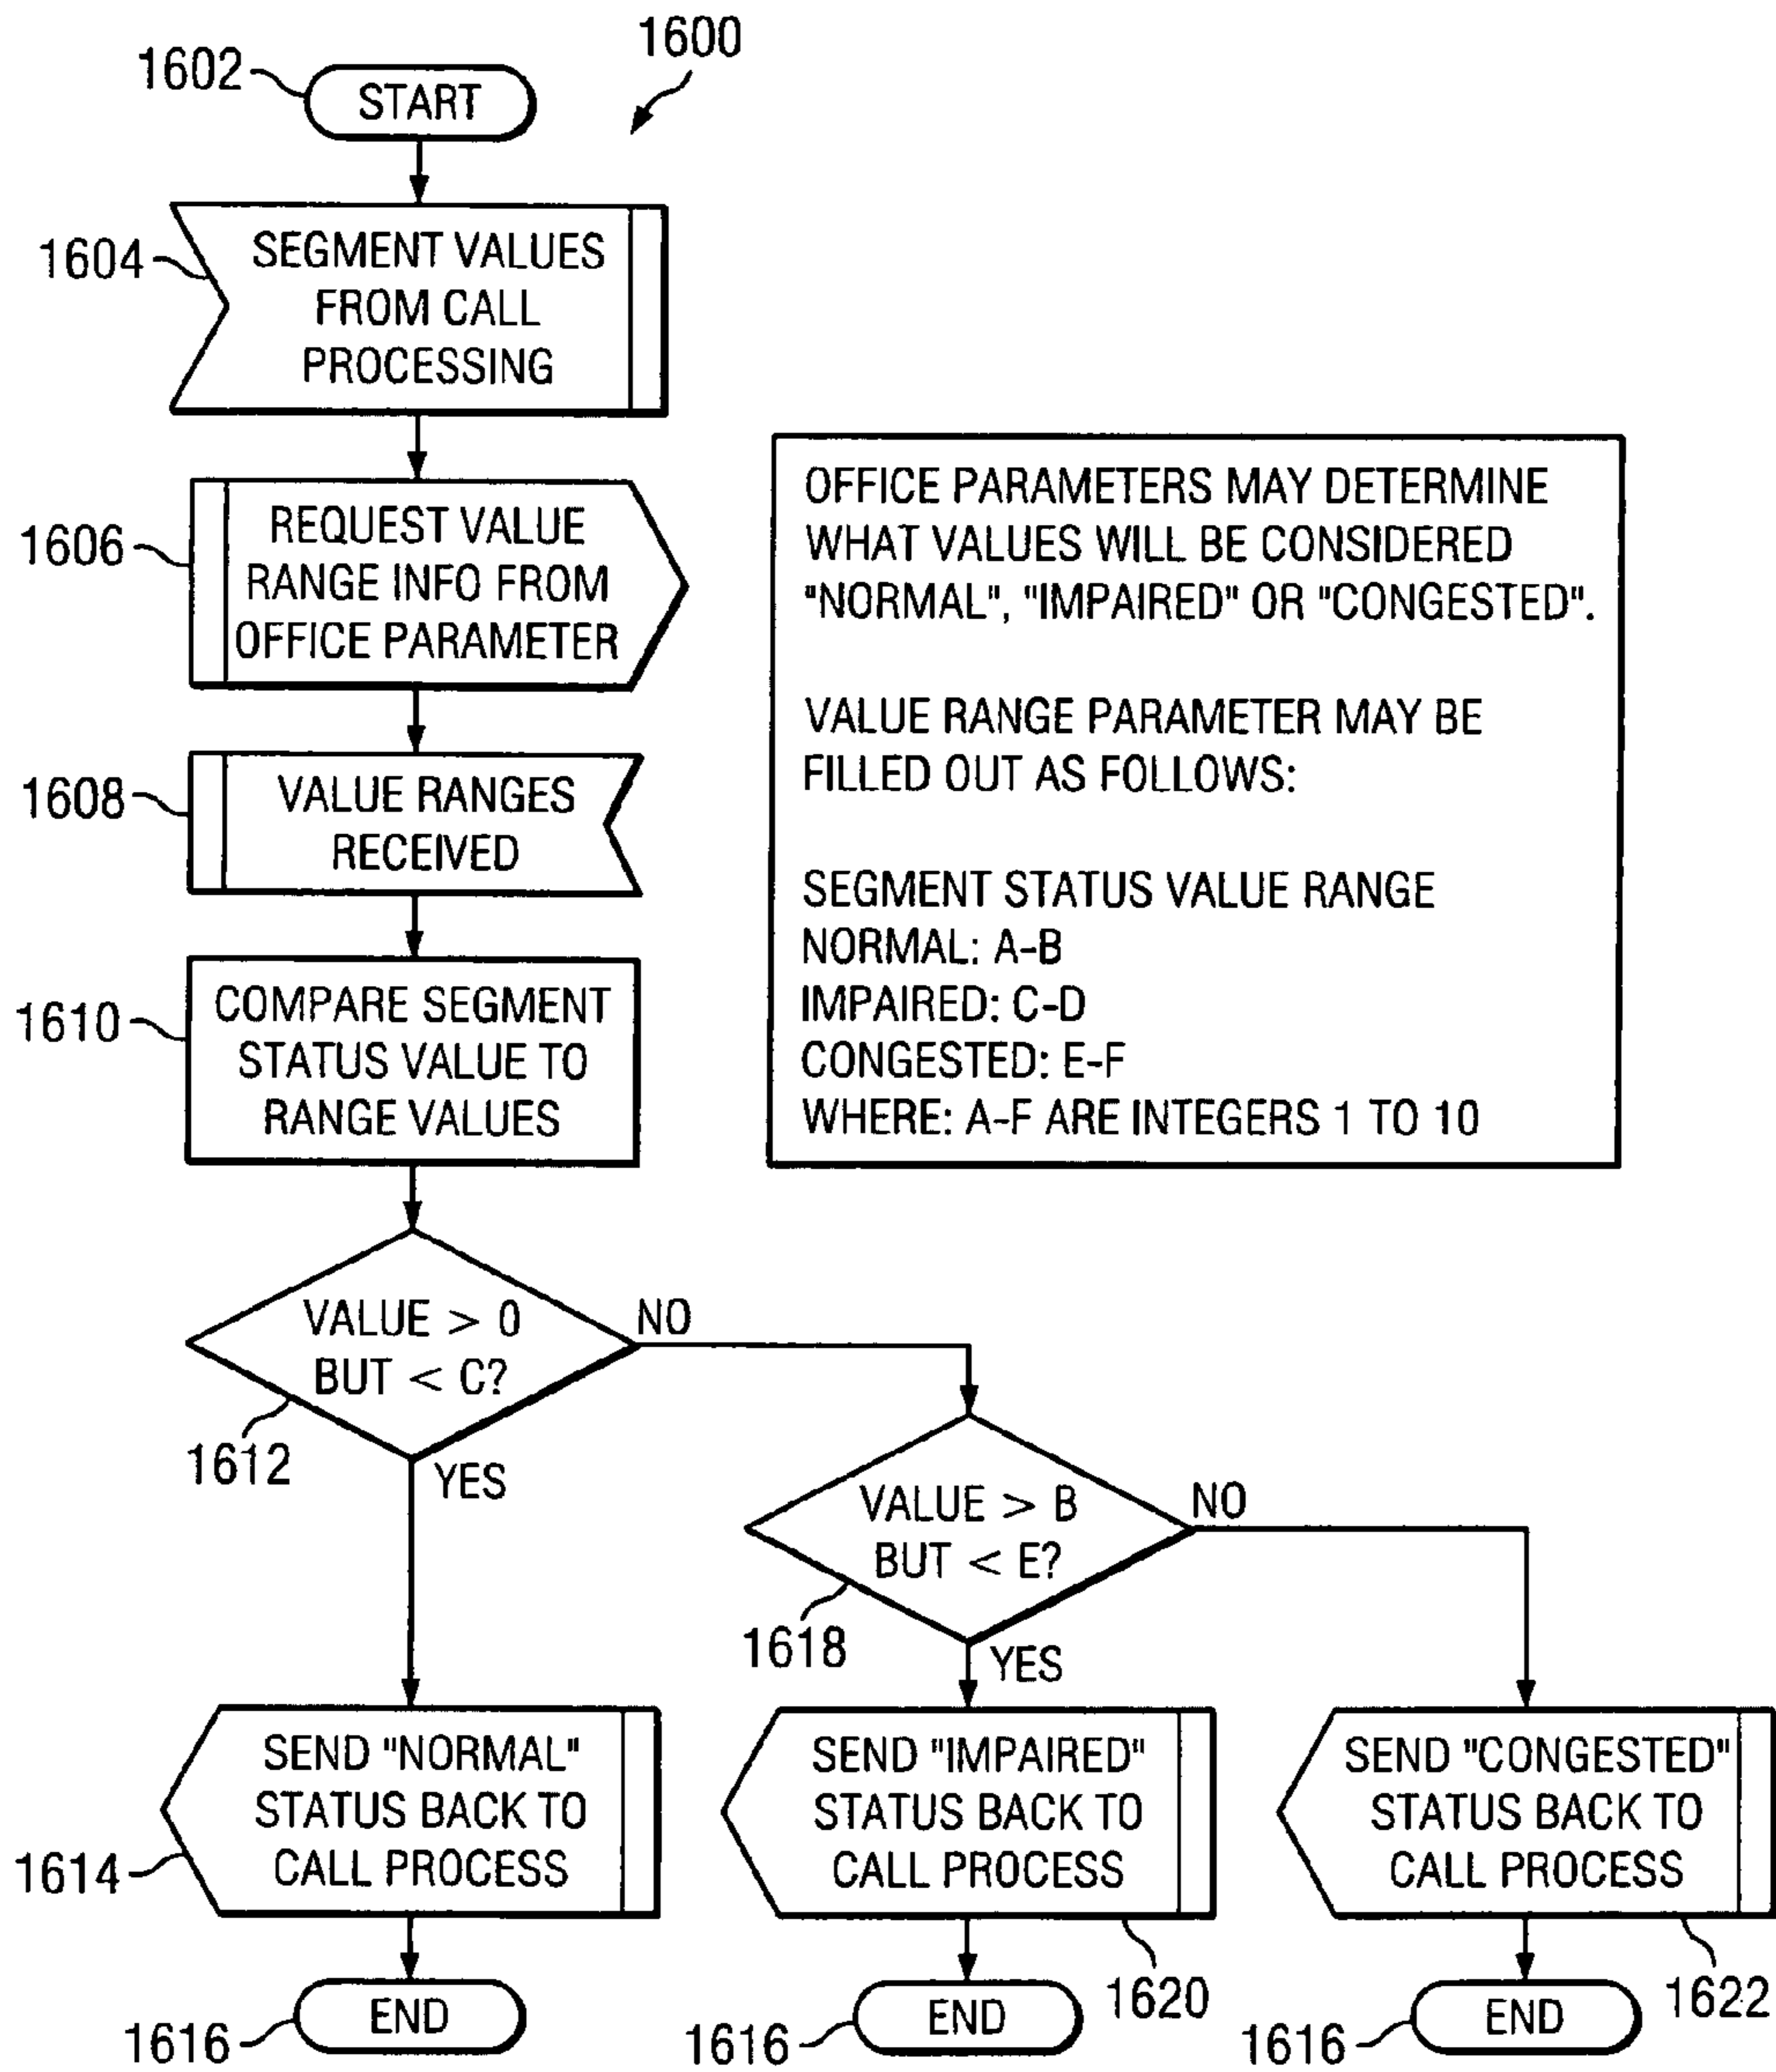 1600
1602
START
1604
SEGMENT VALUES
FROM CALL
PROCESSING
1606
REQUEST VALUE
RANGE INFO FROM
OFFICE PARAMETER
1608
VALUE RANGES
RECEIVED
1610
COMPARE SEGMENT
STATUS VALUE TO
RANGE VALUES
OFFICE PARAMETERS MAY DETERMINE
WHAT VALUES WILL BE CONSIDERED
"NORMAL", "IMPAIRED" OR "CONGESTED".
VALUE RANGE PARAMETER MAY BE
FILLED OUT AS FOLLOWS:
SEGMENT STATUS VALUE RANGE
NORMAL: A-B
IMPAIRED: C-D
CONGESTED: E-F
WHERE: A-F ARE INTEGERS 1 TO 10
VALUE > 0
BUT < C?
NO
1612
YES
VALUE > B
BUT < E?
NO
1618
YES
SEND "NORMAL"
STATUS BACK TO
CALL PROCESS
1614
SEND "IMPAIRED"
STATUS BACK TO
CALL PROCESS
1620
SEND "CONGESTED"
STATUS BACK TO
CALL PROCESS
1622
END
1616
END
1616
END
1616